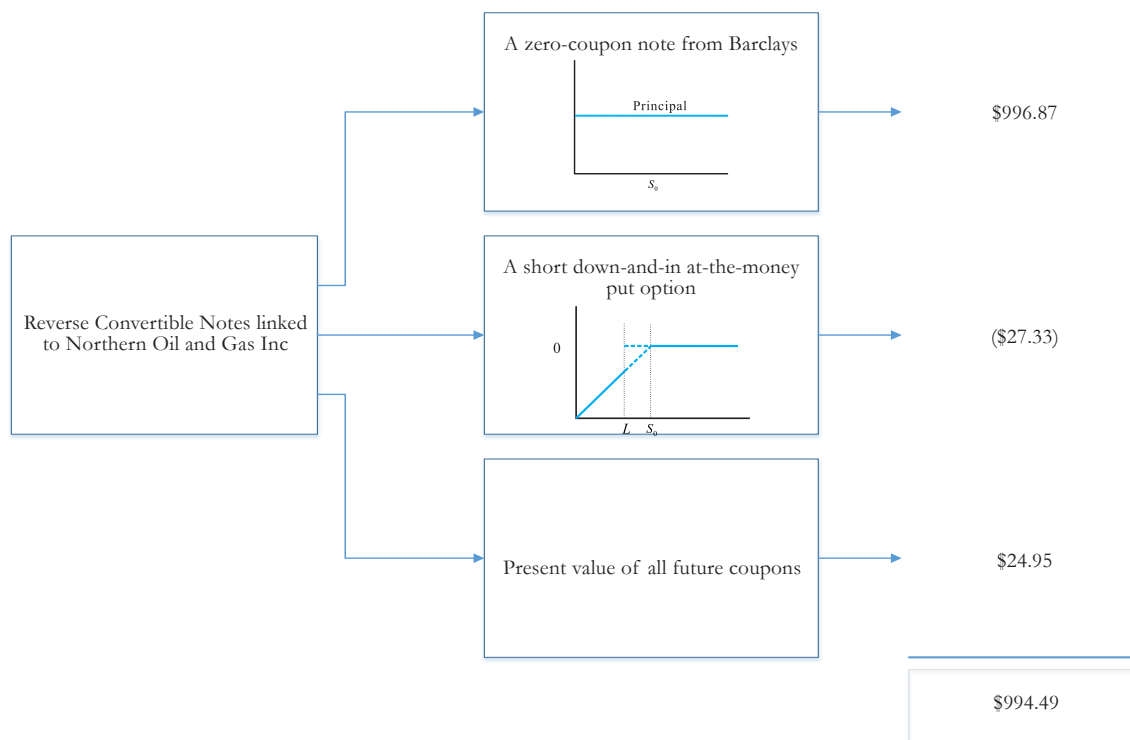 A zero-coupon note from Barclays
Principal
S₀
$996.87
Reverse Convertible Notes linked
to Northern Oil and Gas Inc
A short down-and-in at-the-money
put option
0
L S₀
($27.33)
Present value of all future coupons
$24.95
$994.49